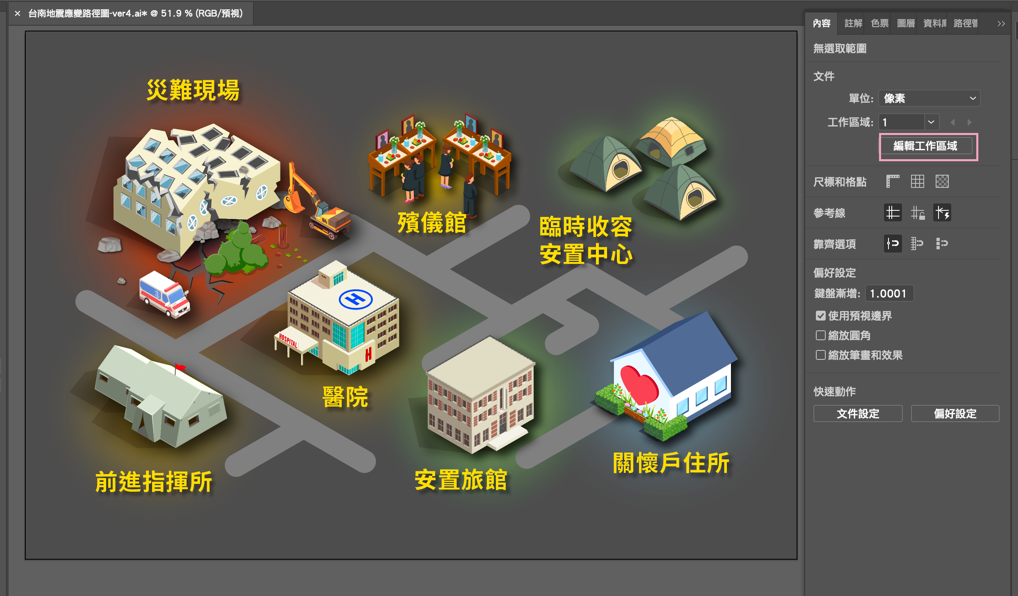 × 台南地震應變路徑圖-ver4.ai* @ 51.9 % (RGB/預視)
災難現場
殯儀館
臨時收容
安置中心
HOSPITAL
H
H
醫院
前進指揮所
安置旅館
關懷戶住所
內容 註解 色票 圖層 資料庫 路徑管
無選取範圍
文件
單位: 像素
工作區域: 1
編輯工作區域
尺標和格點
參考線
靠齊選項
偏好設定
鍵盤漸增: 1.0001
使用預視邊界
縮放圓角
縮放筆畫和效果
快速動作
文件設定 偏好設定